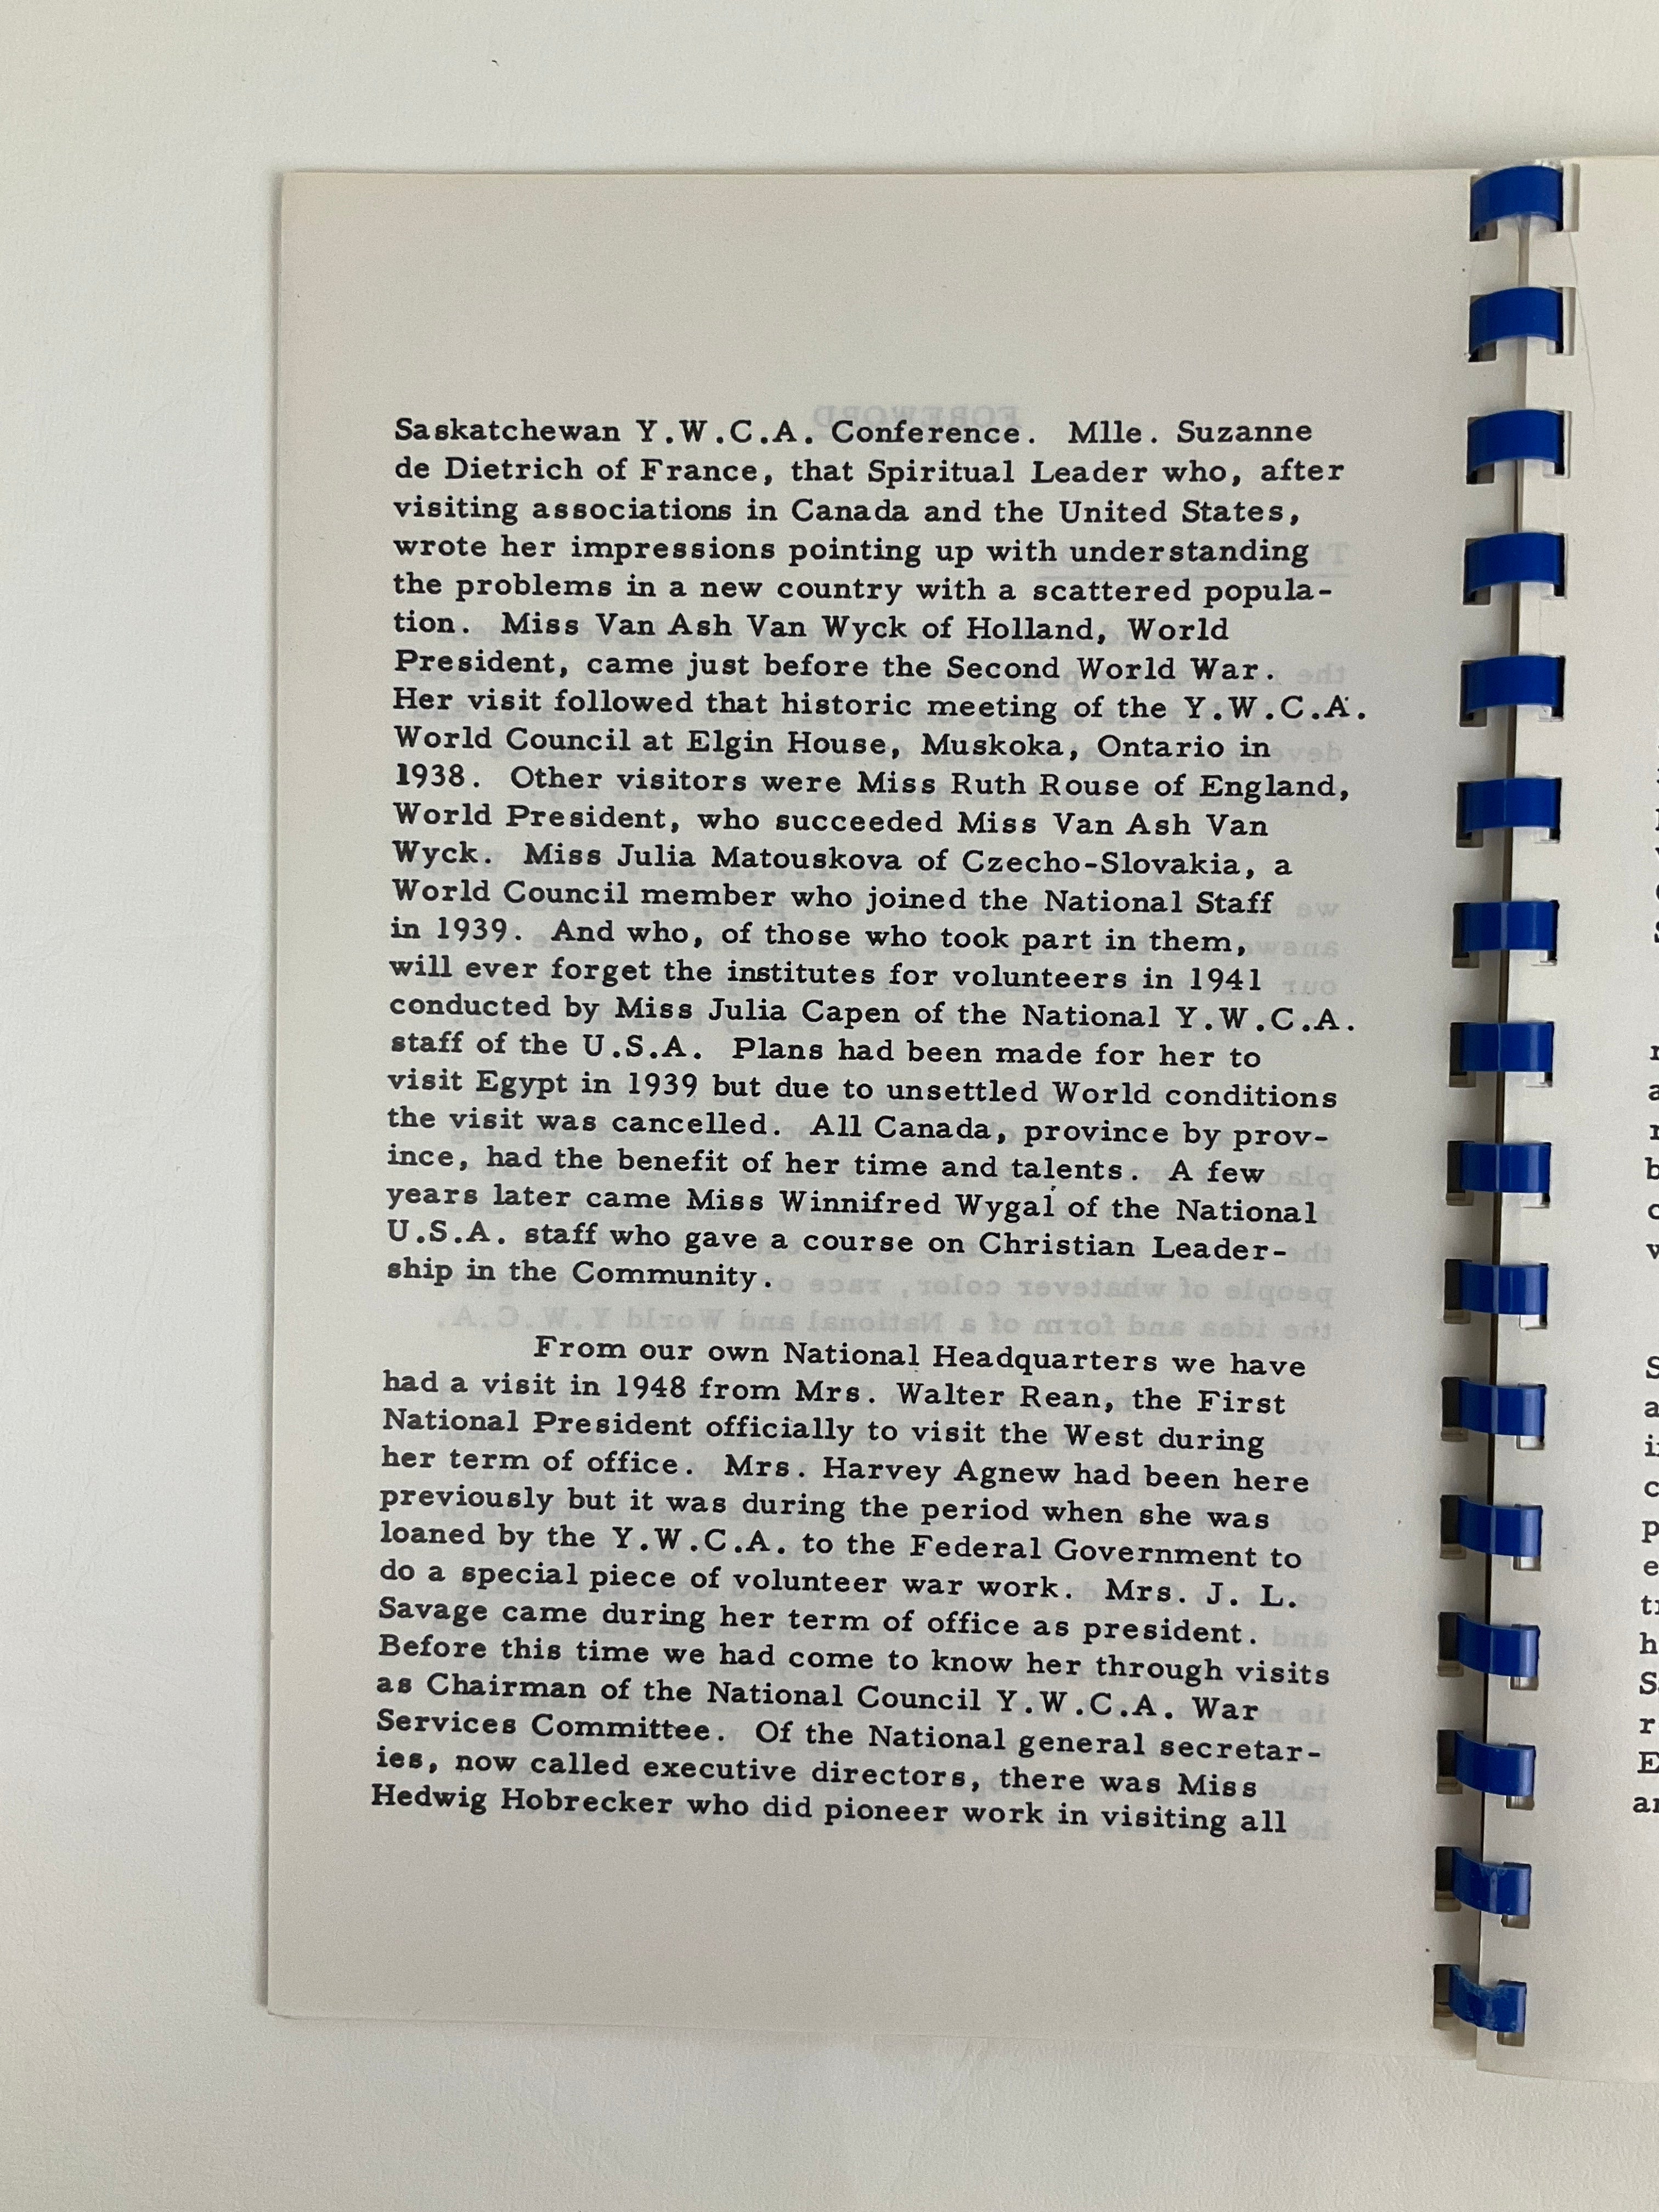 Saskatchewan Y.W.C.A. Conference. Mlle. Suzanne
de Dietrich of France, that Spiritual Leader who, after
visiting associations in Canada and the United States,
wrote her impressions pointing up with understanding
the problems in a new country with a scattered popula-
tion. Miss Van Ash Van Wyck of Holland, World
President, came just before the Second World War.
Her visit followed that historic meeting of the Y.W.C.A.
World Council at Elgin House, Muskoka, Ontario in
1938. Other visitors were Miss Ruth Rouse of England,
World President, who succeeded Miss Van Ash Van
Wyck. Miss Julia Matouskova of Czecho-Slovakia, a
World Council member who joined the National Staff
in 1939. And who, of those who took part in them,
will ever forget the institutes for volunteers in 1941
conducted by Miss Julia Capen of the National Y.W.C.A.
staff of the U.S.A. Plans had been made for her to
visit Egypt in 1939 but due to unsettled World conditions
the visit was cancelled. All Canada, province by prov-
ince, had the benefit of her time and talents. A few
years later came Miss Winnifred Wygal of the National
U.S.A. staff who gave a course on Christian Leader-
ship in the Community.
From our own National Headquarters we have
had a visit in 1948 from Mrs. Walter Rean, the First
National President officially to visit the West during
her term of office. Mrs. Harvey Agnew had been here
previously but it was during the period when she was
loaned by the Y.W.C.A. to the Federal Government to
do a special piece of volunteer war work. Mrs. J. L.
Savage came during her term of office as president.
Before this time we had come to know her through visits
as Chairman of the National Council Y.W.C.A. War
Services Committee. Of the National general secretar-
ies, now called executive directors, there was Miss
Hedwig Hobrecker who did pioneer work in visiting all